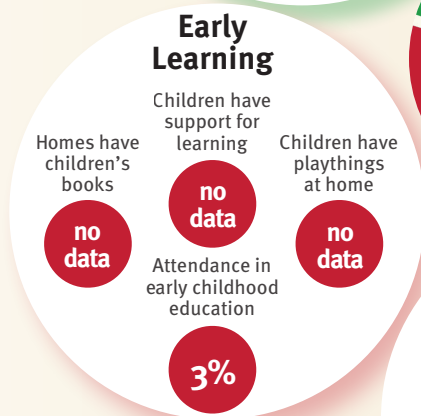 Early
Learning
Children have
support for
learning
no
data
Homes have
children's
books
no
data
Children have
playthings
at home
no
data
Attendance in
early childhood
education
3%